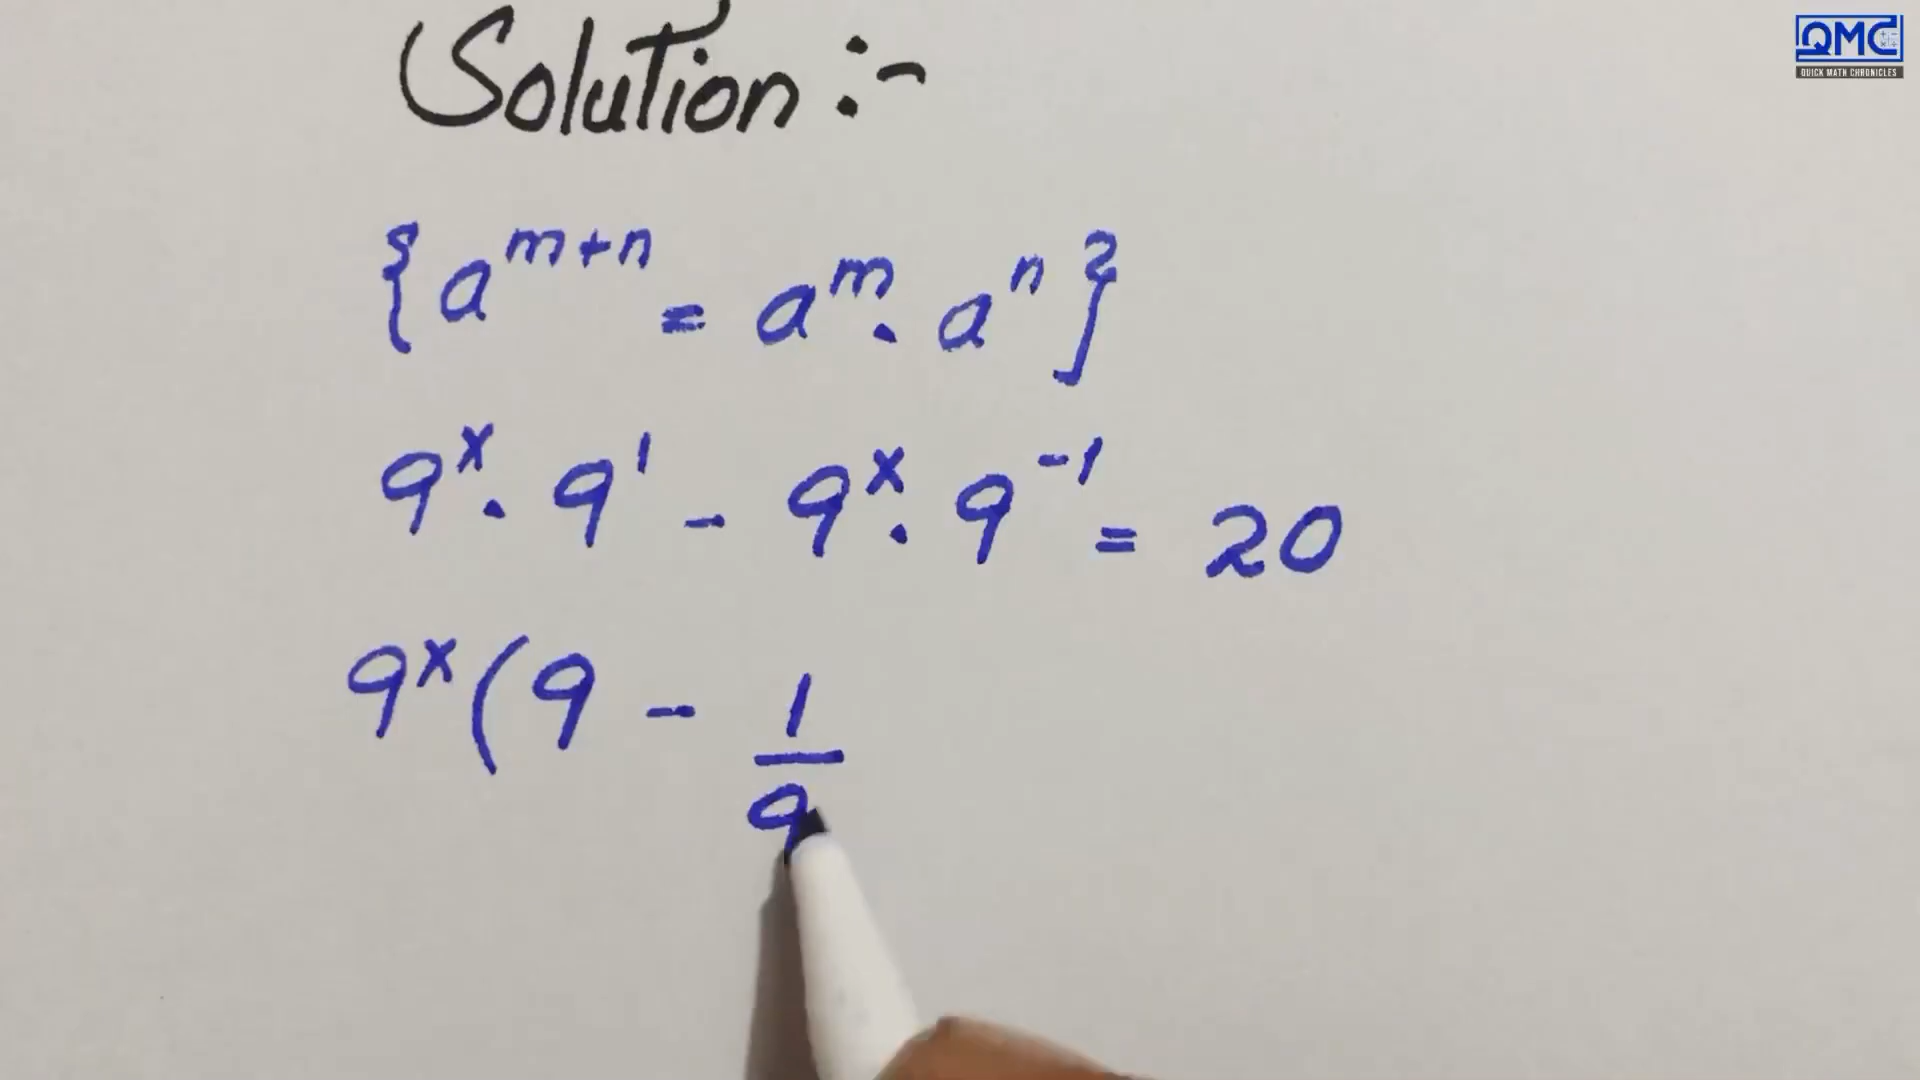 QMC
QUICK MATH CHRONICLES
Solution :-
{a^{m+n} = a^m . a^n}
9^x . 9^1 - 9^x . 9^{-1} = 20
9^x (9 - 1/9